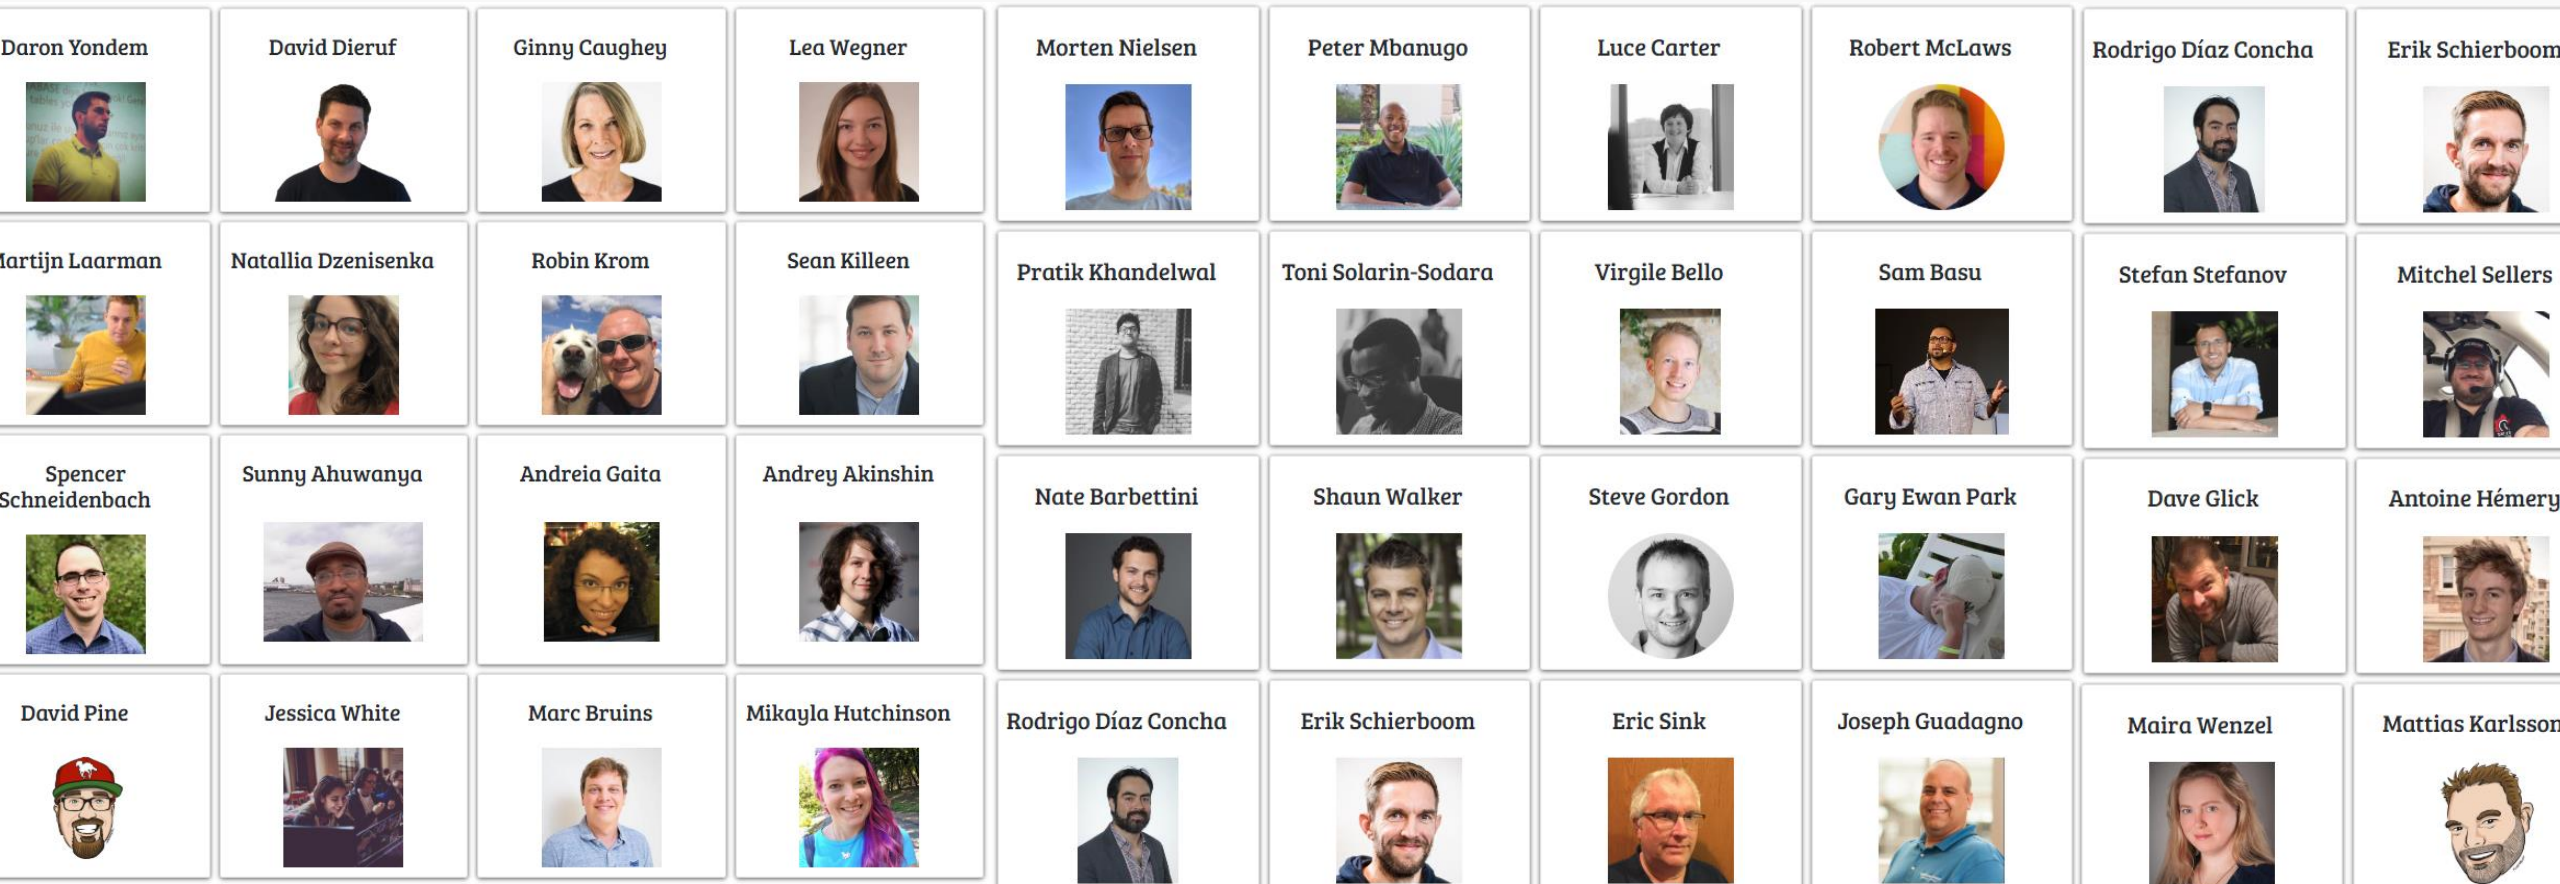 Daron Yondem
David Dieruf
Ginny Caughey
Lea Wegner
Morten Nielsen
Peter Mbanugo
Luce Carter
Robert McLaws
Rodrigo Díaz Concha
Erik Schierboom
artijn Laarman
Natallia Dzenisenka
Robin Krom
Sean Killeen
Pratik Khandelwal
Toni Solarin-Sodara
Virgile Bello
Sam Basu
Stefan Stefanov
Mitchel Sellers
Spencer
Schneidenbach
Sunny Ahuwanya
Andreia Gaita
Andrey Akinshin
Nate Barbettini
Shaun Walker
Steve Gordon
Gary Ewan Park
Dave Glick
Antoine Hémery
David Pine
Jessica White
Marc Bruins
Mikayla Hutchinson
Rodrigo Díaz Concha
Erik Schierboom
Eric Sink
Joseph Guadagno
Maira Wenzel
Mattias Karlsson